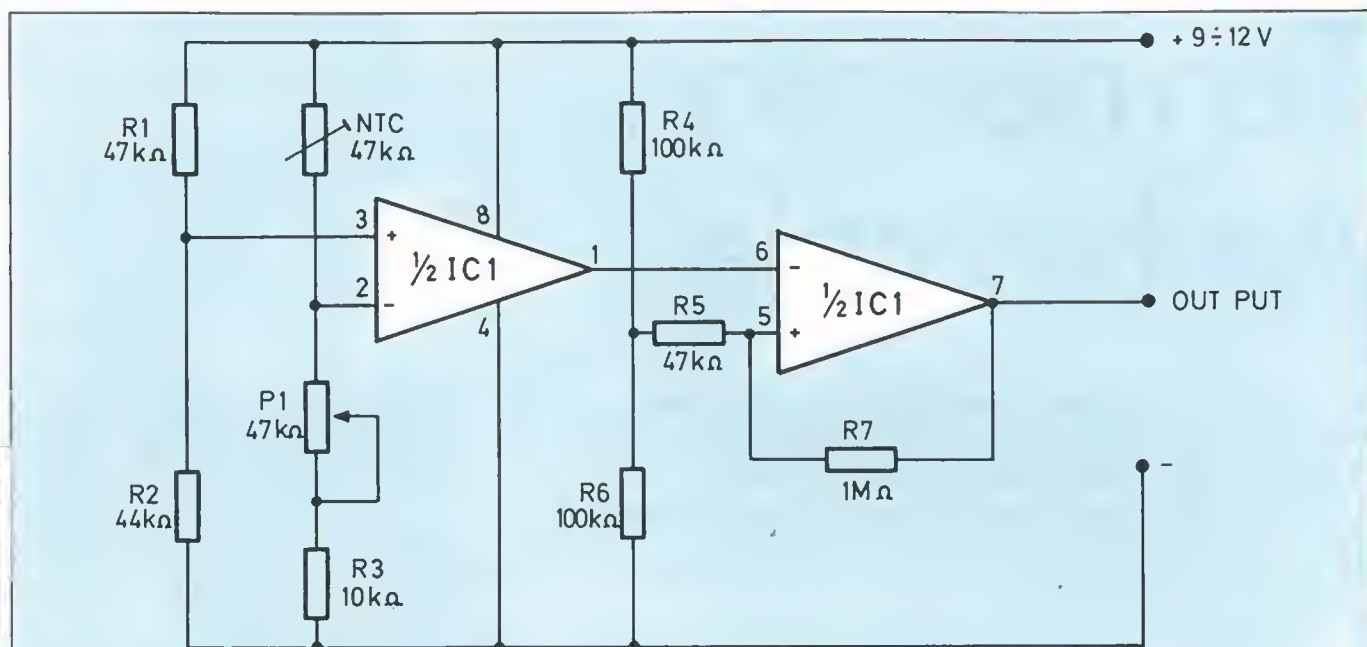 + 9÷12 V
R1
47kΩ
NTC
47kΩ
R4
100kΩ
3
+
8
½ IC1
1
2
-
4
6
-
½ IC1
7
OUT PUT
R5
47kΩ
5
+
P1
47kΩ
R7
1MΩ
-
R2
44kΩ
R6
100kΩ
R3
10kΩ